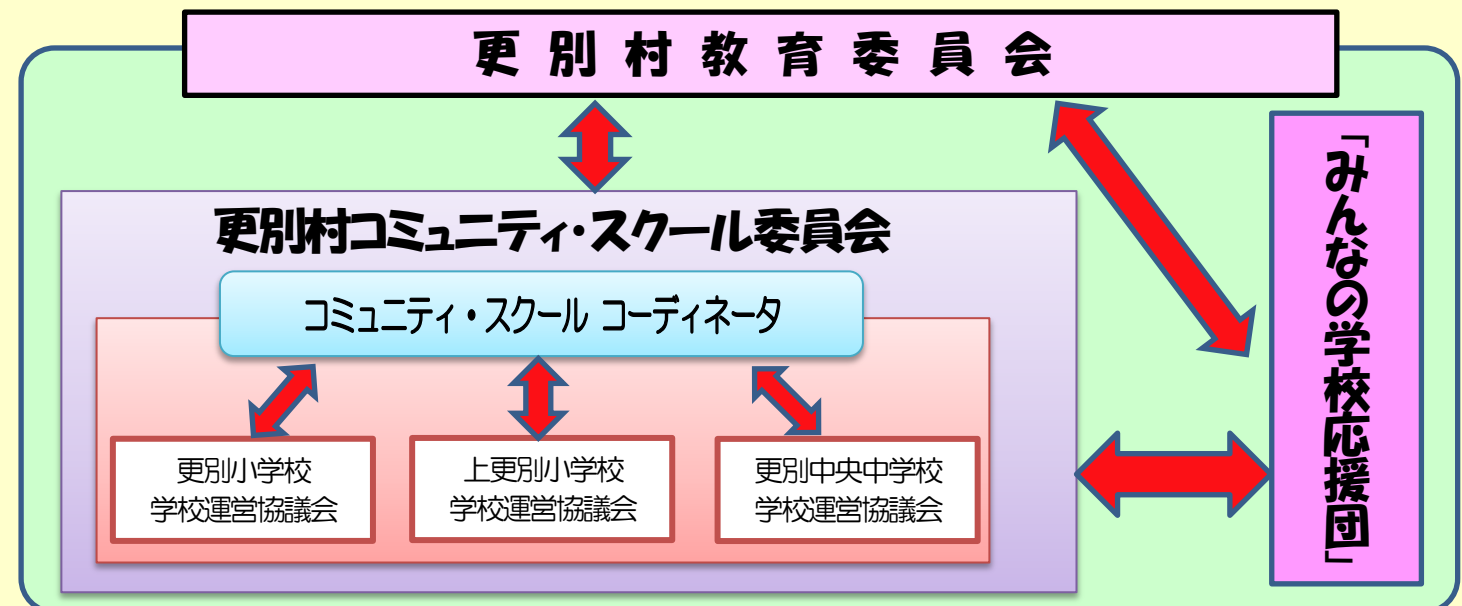 更別村教育委員会
更別村コミュニティ・スクール委員会
コミュニティ・スクール コーディネータ
更別小学校
学校運営協議会
上更別小学校
学校運営協議会
更別中央中学校
学校運営協議会
「みんなの学校応援団」